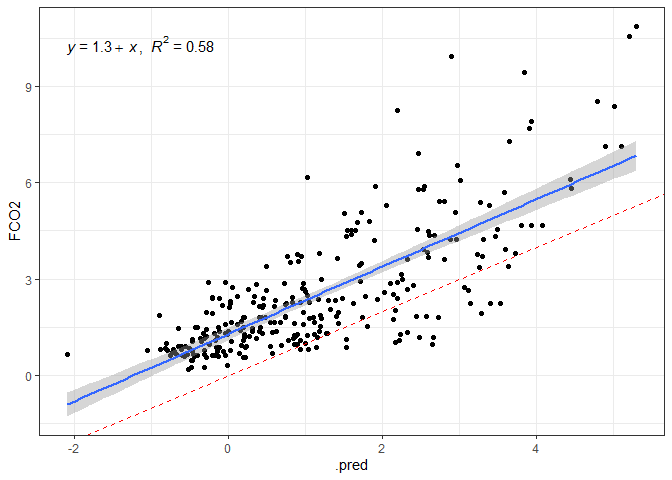 y = 1.3 + x, R² = 0.58
9
6
3
0
FCO2
-2
0
2
4
.pred